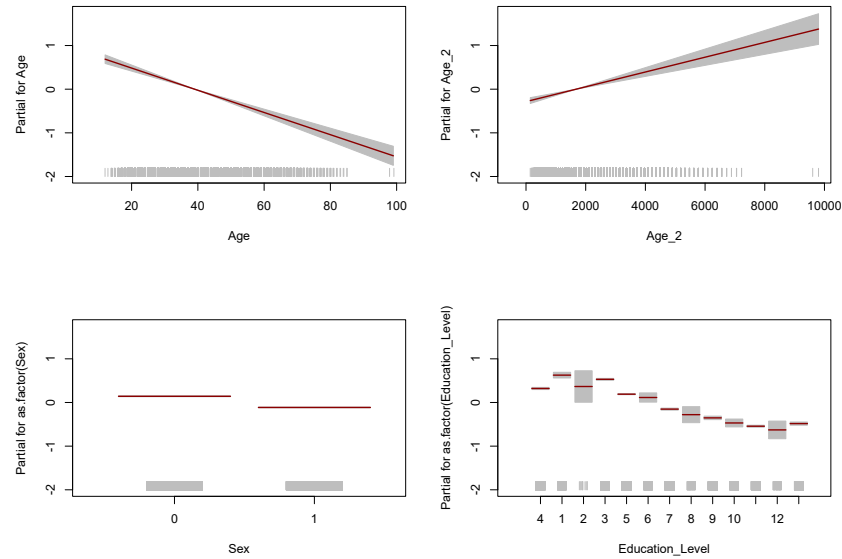 Partial for Age
1
0
-1
-2
20 40 60 80 100
Age
Partial for Age_2
1
0
-1
-2
0 2000 4000 6000 8000 10000
Age_2
Partial for as.factor(Sex)
1
0
-1
-2
0 1
Sex
Partial for as.factor(Education_Level)
1
0
-1
-2
4 1 2 3 5 6 7 8 9 10 12
Education_Level